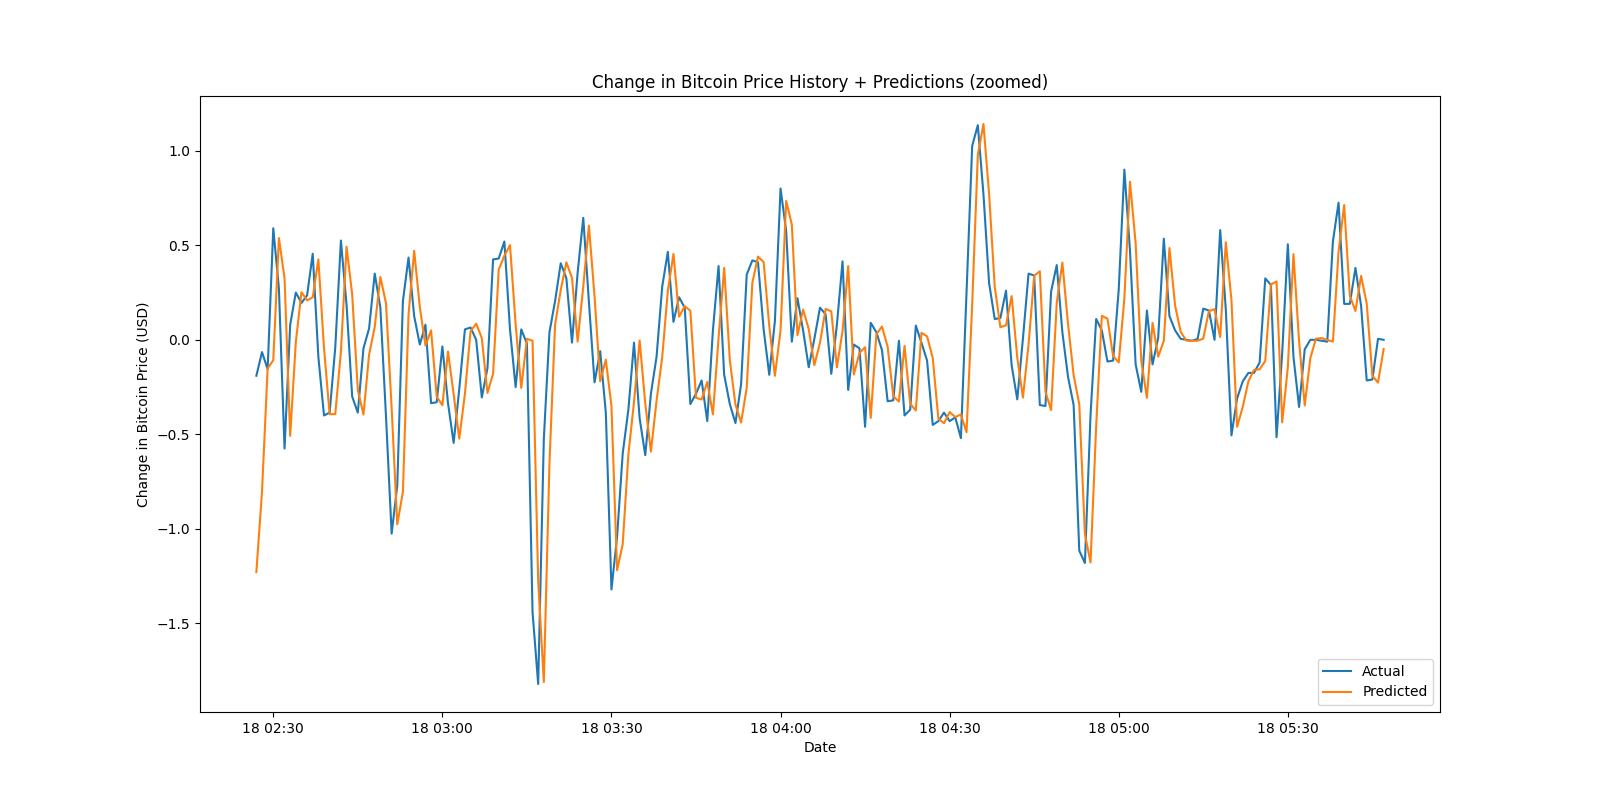 Change in Bitcoin Price History + Predictions (zoomed)
Change in Bitcoin Price (USD)
1.0
0.5
0.0
−0.5
−1.0
−1.5
Actual
Predicted
18 02:30
18 03:00
18 03:30
18 04:00
18 04:30
18 05:00
18 05:30
Date